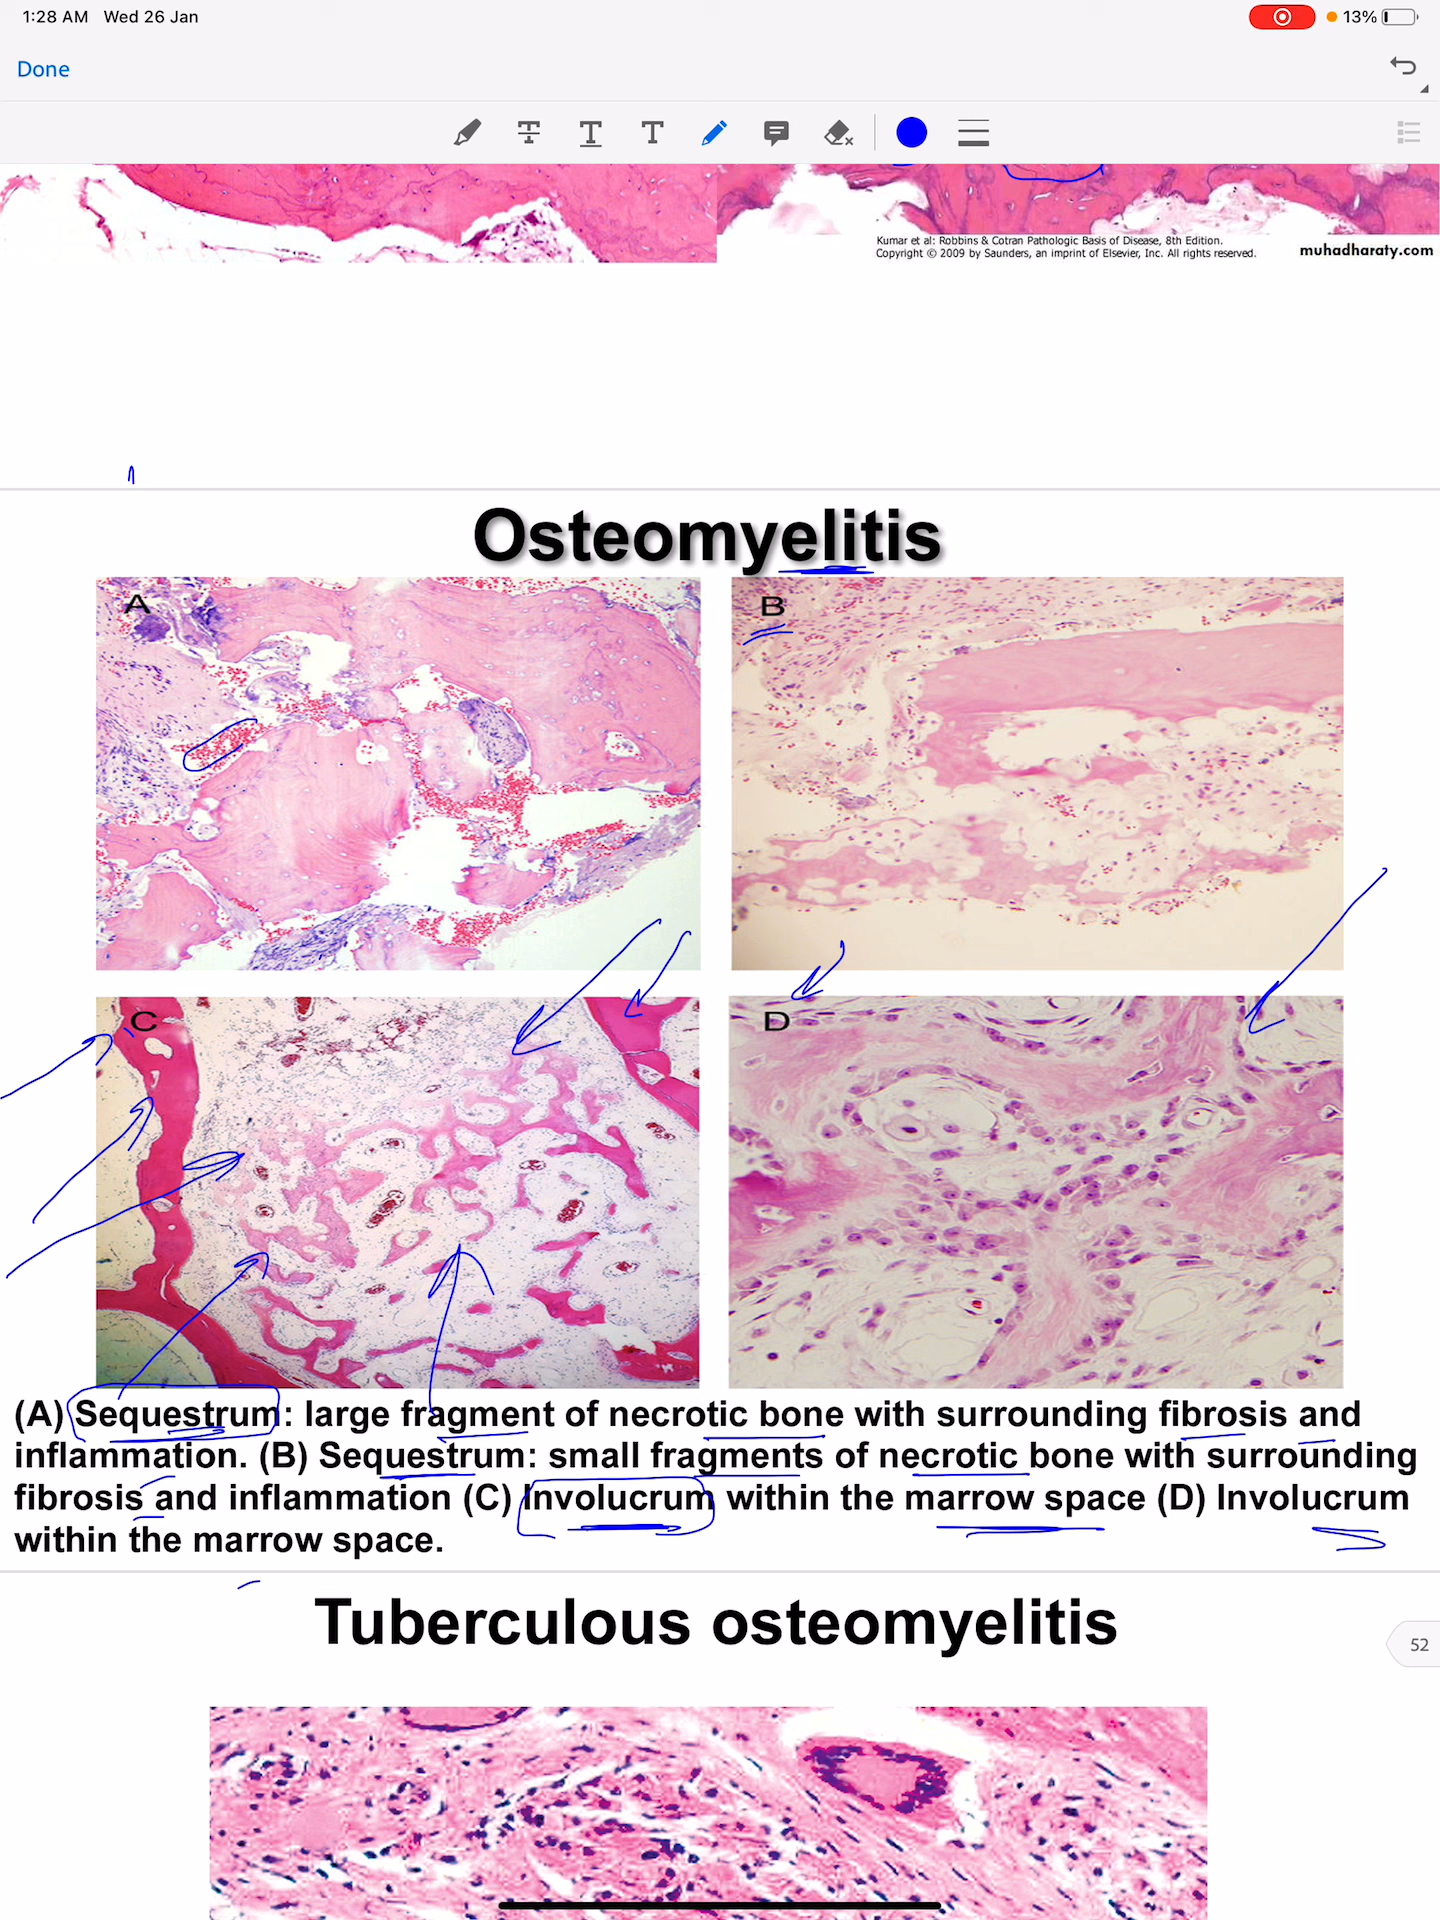 1:28 AM Wed 26 Jan
13%
Done
Kumar et al: Robbins & Cotran Pathologic Basis of Disease, 8th Edition.
Copyright © 2009 by Saunders, an imprint of Elsevier, Inc. All rights reserved.
muhadharaty.com
Osteomyelitis
A
B
C
D
(A) Sequestrum: large fragment of necrotic bone with surrounding fibrosis and
inflammation. (B) Sequestrum: small fragments of necrotic bone with surrounding
fibrosis and inflammation (C) Involucrum within the marrow space (D) Involucrum
within the marrow space.
Tuberculous osteomyelitis
52